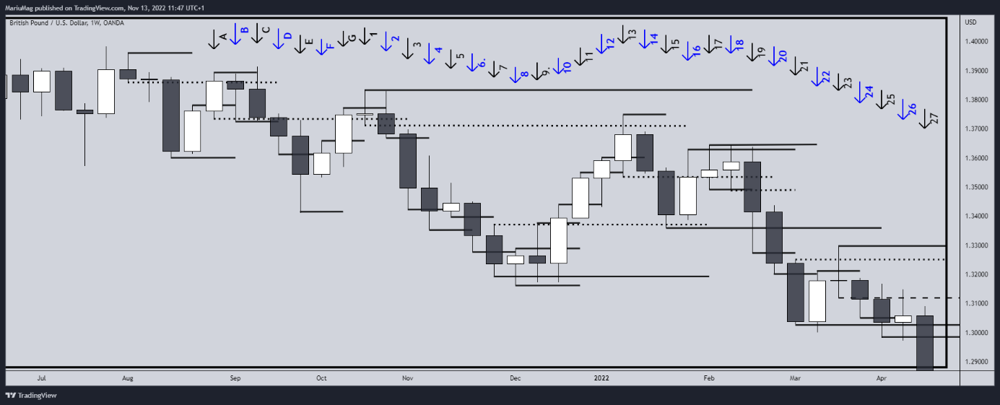 MariuMag published on TradingView.com, Nov 13, 2022 11:47 UTC+1
British Pound / U.S. Dollar, 1W, OANDA
USD
A B C D E F G 1 2 3 4 5 6. 7 8 9. 10 11 12 13 14 15 16 17 18 19 20 21 22 23 24 25 26 27
1.40000
1.39000
1.38000
1.37000
1.36000
1.35000
1.34000
1.33000
1.32000
1.31000
1.30000
1.29000
Jul Aug Sep Oct Nov Dec 2022 Feb Mar Apr
TradingView